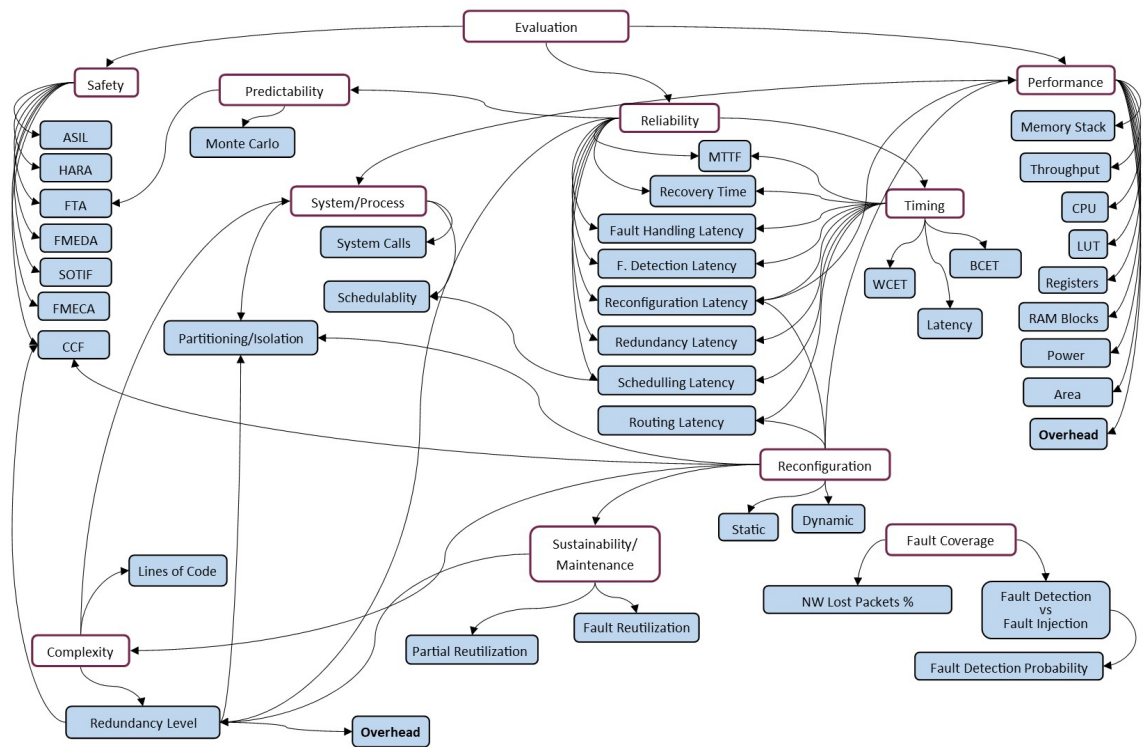 Evaluation
Safety
Predictability
Performance
Reliability
ASIL
Monte Carlo
Memory Stack
HARA
MTTF
Throughput
FTA
System/Process
Recovery Time
Timing
CPU
FMEDA
System Calls
Fault Handling Latency
LUT
SOTIF
F. Detection Latency
BCET
WCET
Registers
FMECA
Schedulablity
Reconfiguration Latency
Latency
RAM Blocks
CCF
Partitioning/Isolation
Redundancy Latency
Power
Schedulling Latency
Area
Routing Latency
Overhead
Reconfiguration
Static
Dynamic
Sustainability/
Maintenance
Fault Coverage
Lines of Code
NW Lost Packets %
Fault Detection
vs
Fault Injection
Fault Reutilization
Complexity
Partial Reutilization
Fault Detection Probability
Redundancy Level
Overhead